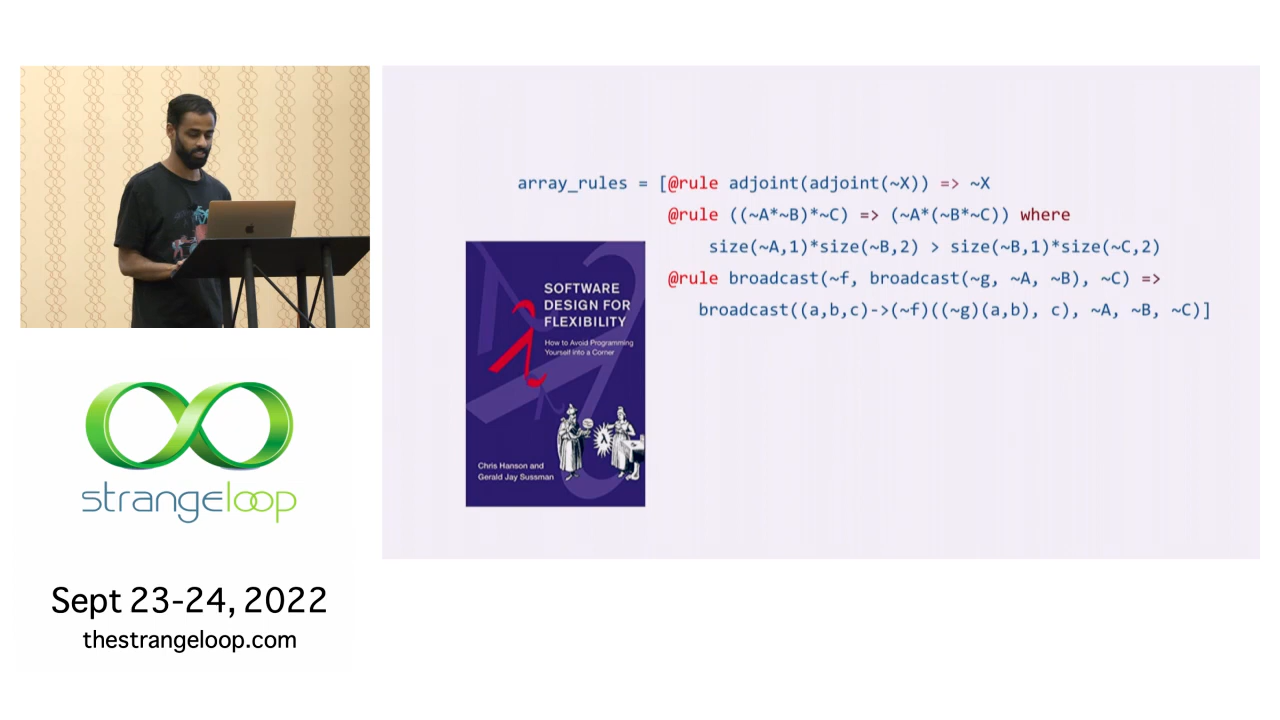 array_rules = [@rule adjoint(adjoint(~X)) => ~X
@rule ((~A*~B)*~C) => (~A*(~B*~C)) where
size(~A,1)*size(~B,2) > size(~B,1)*size(~C,2)
@rule broadcast(~f, broadcast(~g, ~A, ~B), ~C) =>
broadcast((a,b,c)->(~f)((~g)(a,b), c), ~A, ~B, ~C)]
SOFTWARE
DESIGN FOR
FLEXIBILITY
How to Avoid Programming
Yourself into a Corner
λ
Chris Hanson and
Gerald Jay Sussman
strangeloop
Sept 23-24, 2022
thestrangeloop.com